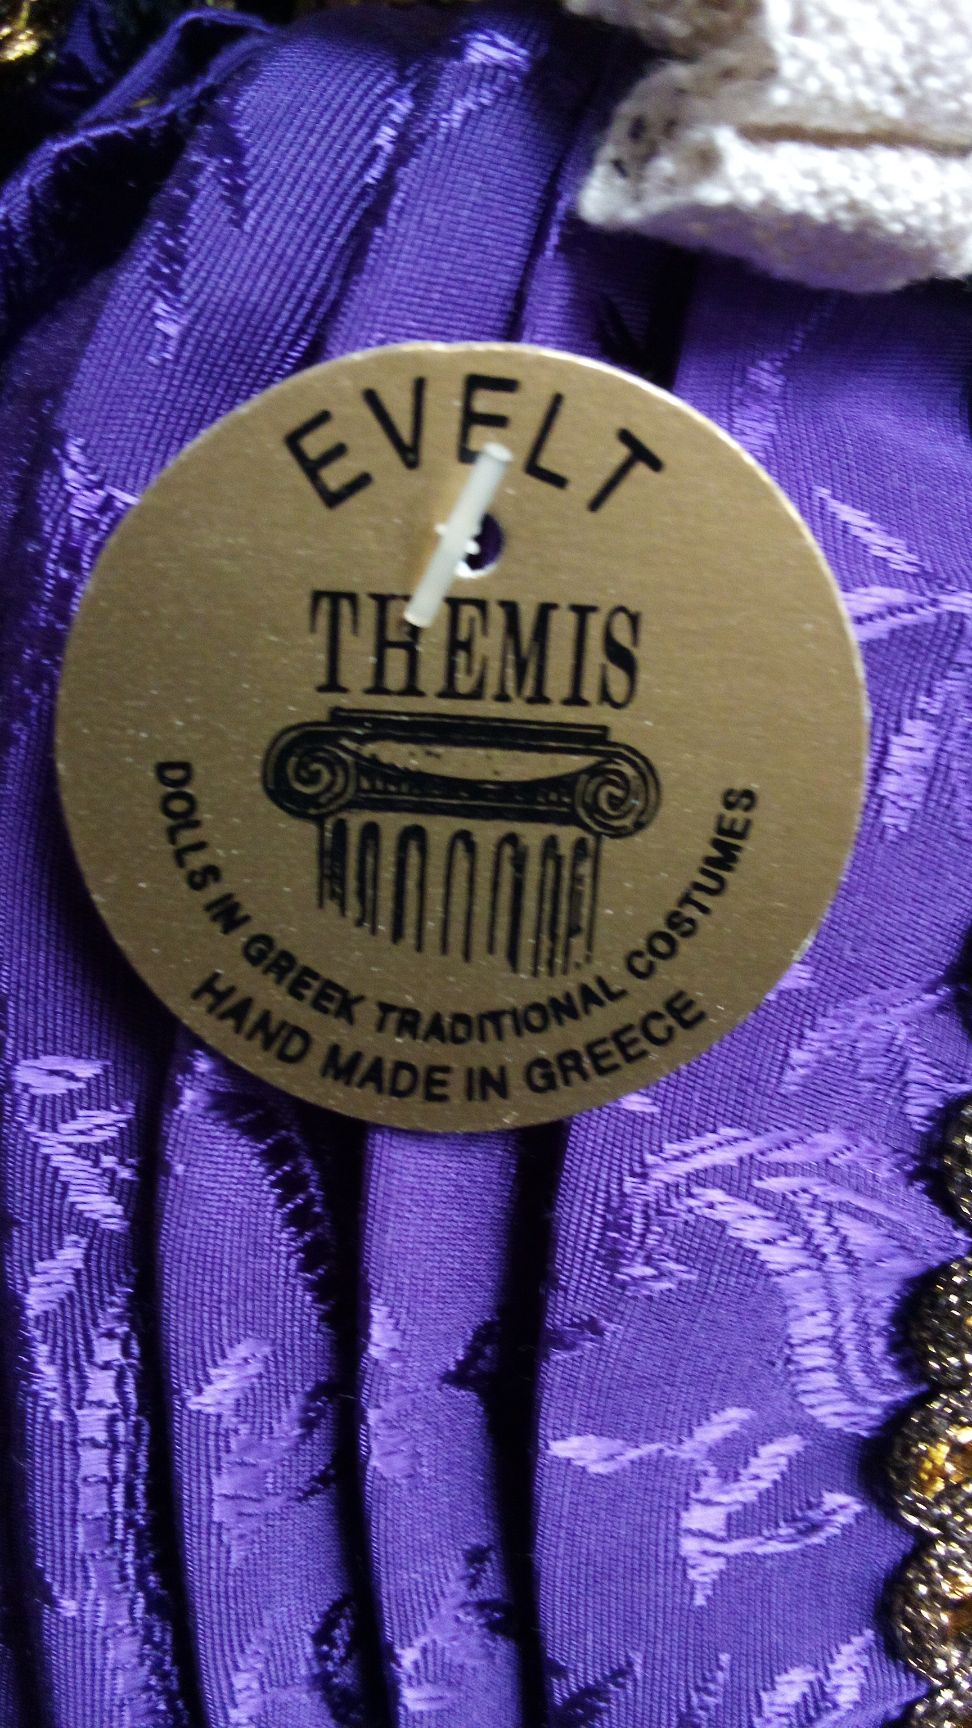 EVELT
THEMIS
DOLLS IN GREEK TRADITIONAL COSTUMES
HAND MADE IN GREECE